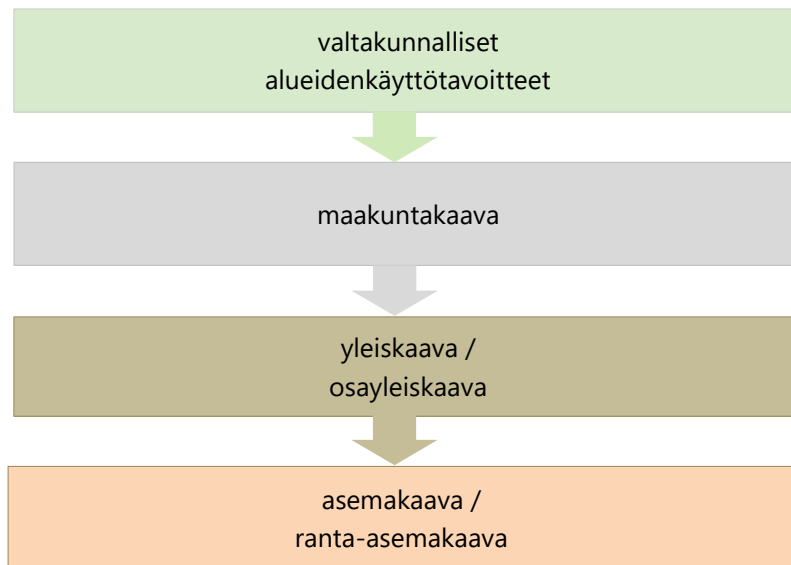 valtakunnalliset
alueidenkäyttötavoitteet
maakuntakaava
yleiskaava /
osayleiskaava
asemakaava /
ranta-asemakaava